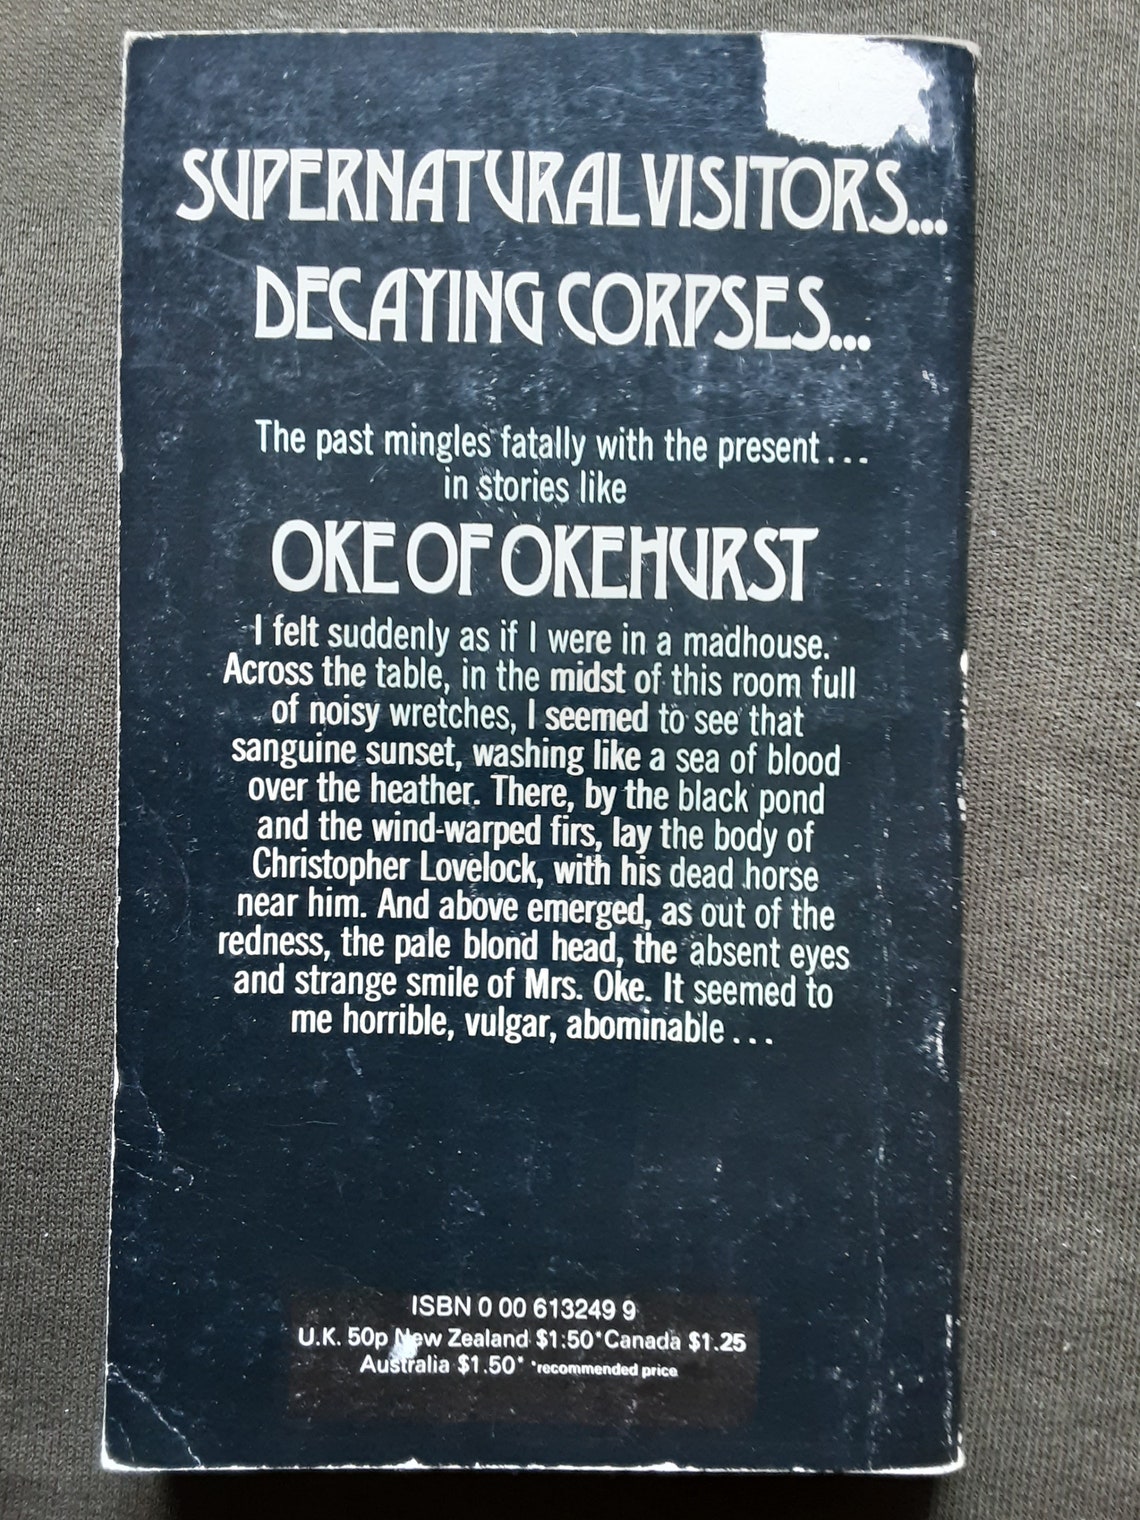 SUPERNATURAL VISITORS...
DECAYING CORPSES...
The past mingles fatally with the present...
in stories like
OKE OF OKEHURST
I felt suddenly as if I were in a madhouse.
Across the table, in the midst of this room full
of noisy wretches, I seemed to see that
sanguine sunset, washing like a sea of blood
over the heather. There, by the black pond
and the wind-warped firs, lay the body of
Christopher Lovelock, with his dead horse
near him. And above emerged, as out of the
redness, the pale blond head, the absent eyes
and strange smile of Mrs. Oke. It seemed to
me horrible, vulgar, abominable...
ISBN 0 00 613249 9
U.K. 50p New Zealand $1.50* Canada $1.25
Australia $1.50* *recommended price